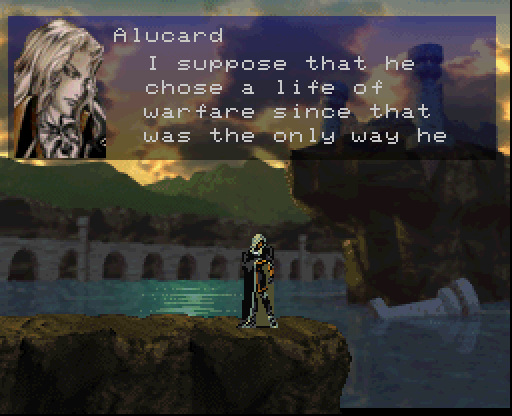 Alucard
I suppose that he
chose a life of
warfare since that
was the only way he